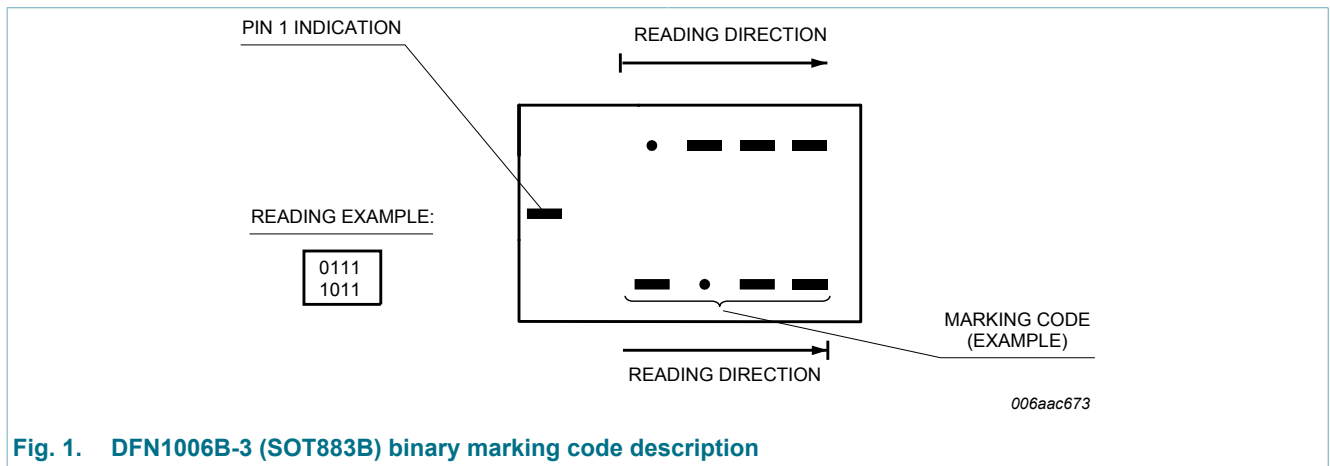 PIN 1 INDICATION
READING DIRECTION
READING EXAMPLE:
0111
1011
MARKING CODE
(EXAMPLE)
READING DIRECTION
006aac673
Fig. 1. DFN1006B-3 (SOT883B) binary marking code description